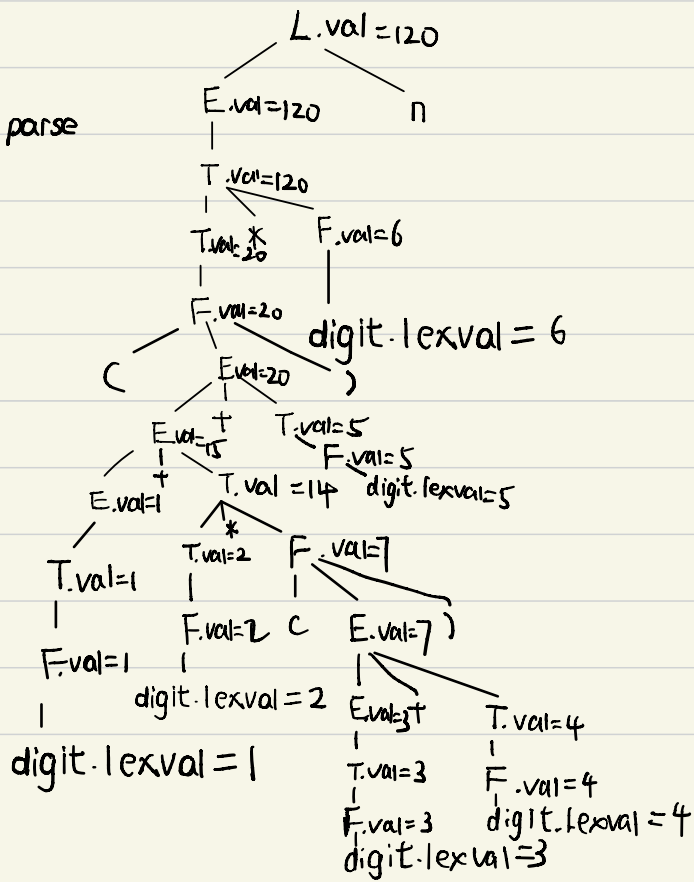 L.val=120
E.val=120 n
parse
T.val=120
T.val=20 * F.val=6
F.val=20
digit.lexval=6
( E.val=20 )
E.val=15 + T.val=5
F.val=5
E.val=1 + T.val=14 digit.lexval=5
T.val=2 * F.val=7
T.val=1
F.val=2 ( E.val=7 )
F.val=1
digit.lexval=2 E.val=3 + T.val=4
digit.lexval=1 T.val=3 F.val=4
F.val=3 digit.lexval=4
digit.lexval=3